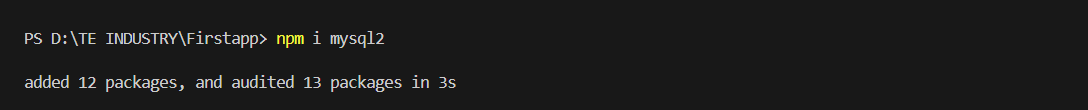 PS D:\TE INDUSTRY\Firstapp> npm i mysql2
added 12 packages, and audited 13 packages in 3s